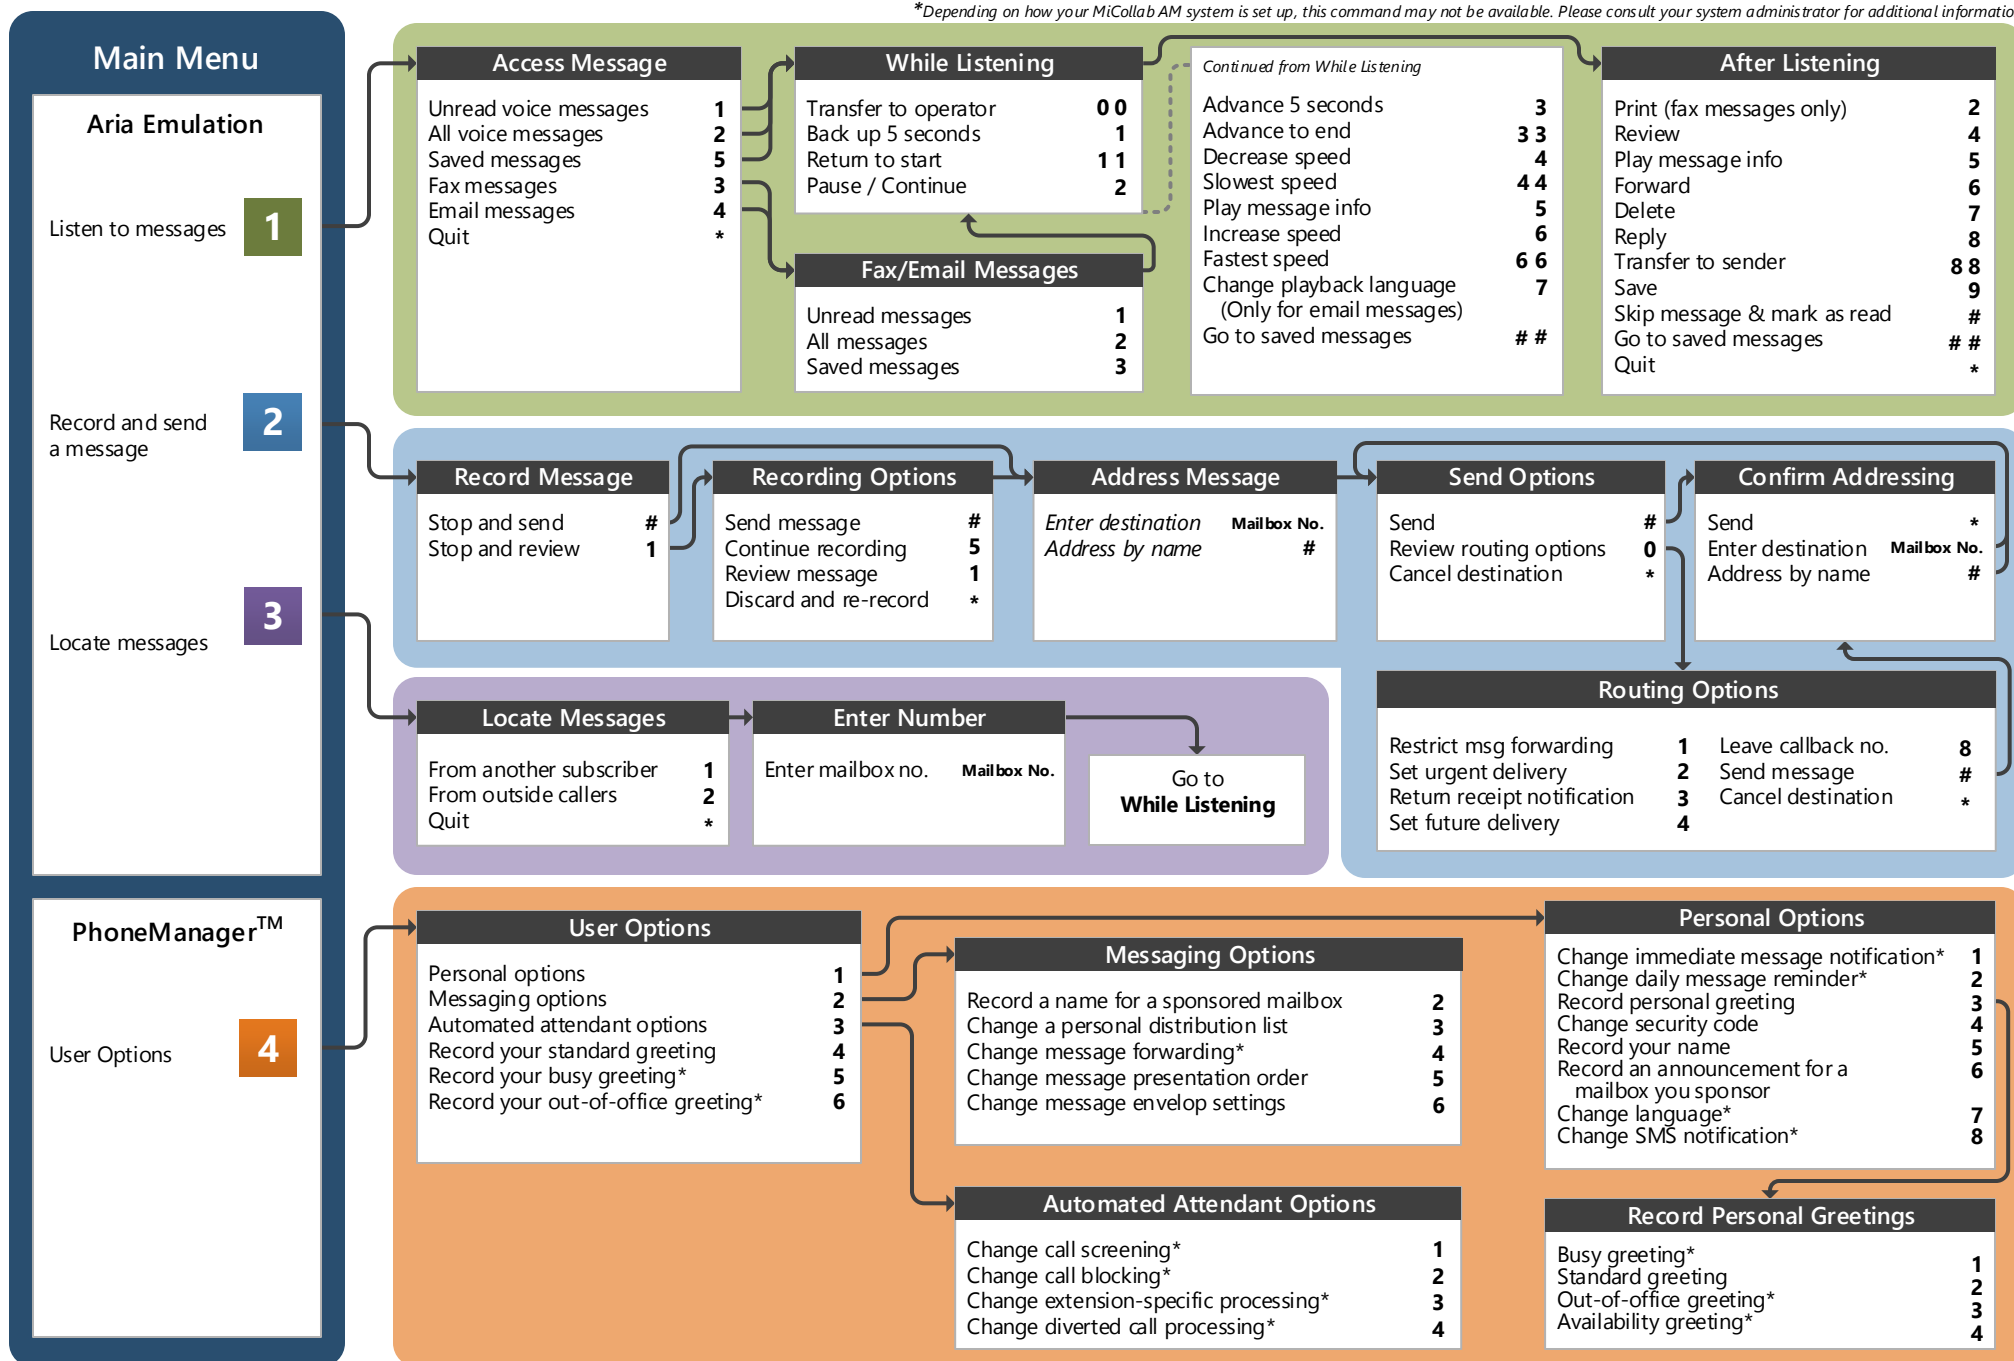 *Depending on how your MiCollab AM system is set up, this command may not be available. Please consult your system administrator for additional informatio
Main Menu
Aria Emulation
Listen to messages 1
Record and send 2
a message
Locate messages 3
PhoneManager™
User Options 4
Access Message
Unread voice messages 1
All voice messages 2
Saved messages 5
Fax messages 3
Email messages 4
Quit *
While Listening
Transfer to operator 0 0
Back up 5 seconds 1
Return to start 1 1
Pause / Continue 2
Fax/Email Messages
Unread messages 1
All messages 2
Saved messages 3
Continued from While Listening
Advance 5 seconds 3
Advance to end 3 3
Decrease speed 4
Slowest speed 4 4
Play message info 5
Increase speed 6
Fastest speed 6 6
Change playback language 7
(Only for email messages)
Go to saved messages # #
After Listening
Print (fax messages only) 2
Review 4
Play message info 5
Forward 6
Delete 7
Reply 8
Transfer to sender 8 8
Save 9
Skip message & mark as read #
Go to saved messages # #
Quit *
Record Message
Stop and send #
Stop and review 1
Recording Options
Send message #
Continue recording 5
Review message 1
Discard and re-record *
Address Message
Enter destination Mailbox No.
Address by name #
Send Options
Send #
Review routing options 0
Cancel destination *
Confirm Addressing
Send *
Enter destination Mailbox No.
Address by name #
Routing Options
Restrict msg forwarding 1
Set urgent delivery 2
Return receipt notification 3
Set future delivery 4
Leave callback no. 8
Send message #
Cancel destination *
Locate Messages
From another subscriber 1
From outside callers 2
Quit *
Enter Number
Enter mailbox no. Mailbox No.
Go to
While Listening
User Options
Personal options 1
Messaging options 2
Automated attendant options 3
Record your standard greeting 4
Record your busy greeting* 5
Record your out-of-office greeting* 6
Messaging Options
Record a name for a sponsored mailbox 2
Change a personal distribution list 3
Change message forwarding* 4
Change message presentation order 5
Change message envelop settings 6
Automated Attendant Options
Change call screening* 1
Change call blocking* 2
Change extension-specific processing* 3
Change diverted call processing* 4
Personal Options
Change immediate message notification* 1
Change daily message reminder* 2
Record personal greeting 3
Change security code 4
Record your name 5
Record an announcement for a 6
mailbox you sponsor
Change language* 7
Change SMS notification* 8
Record Personal Greetings
Busy greeting* 1
Standard greeting 2
Out-of-office greeting* 3
Availability greeting* 4